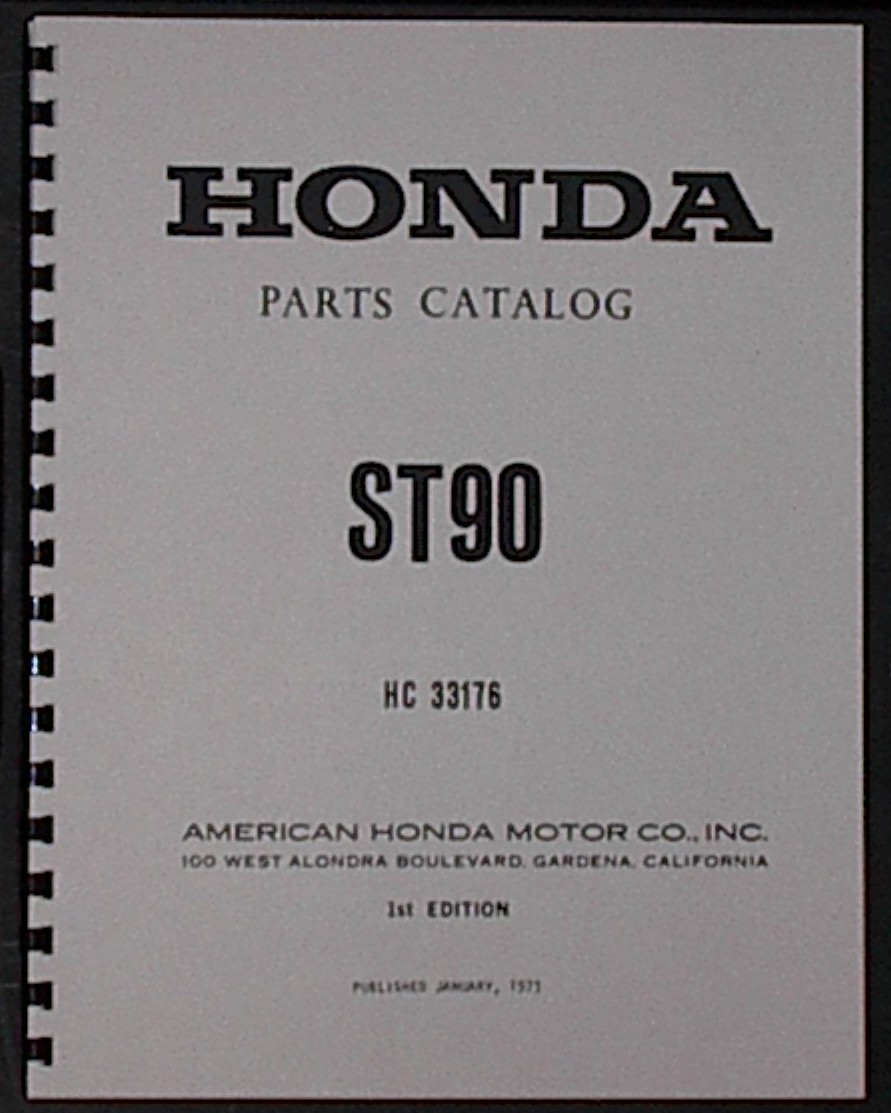 HONDA
PARTS CATALOG
ST90
HC 33176
AMERICAN HONDA MOTOR CO., INC.
100 WEST ALONDRA BOULEVARD, GARDENA, CALIFORNIA
1st EDITION
PUBLISHED JANUARY,